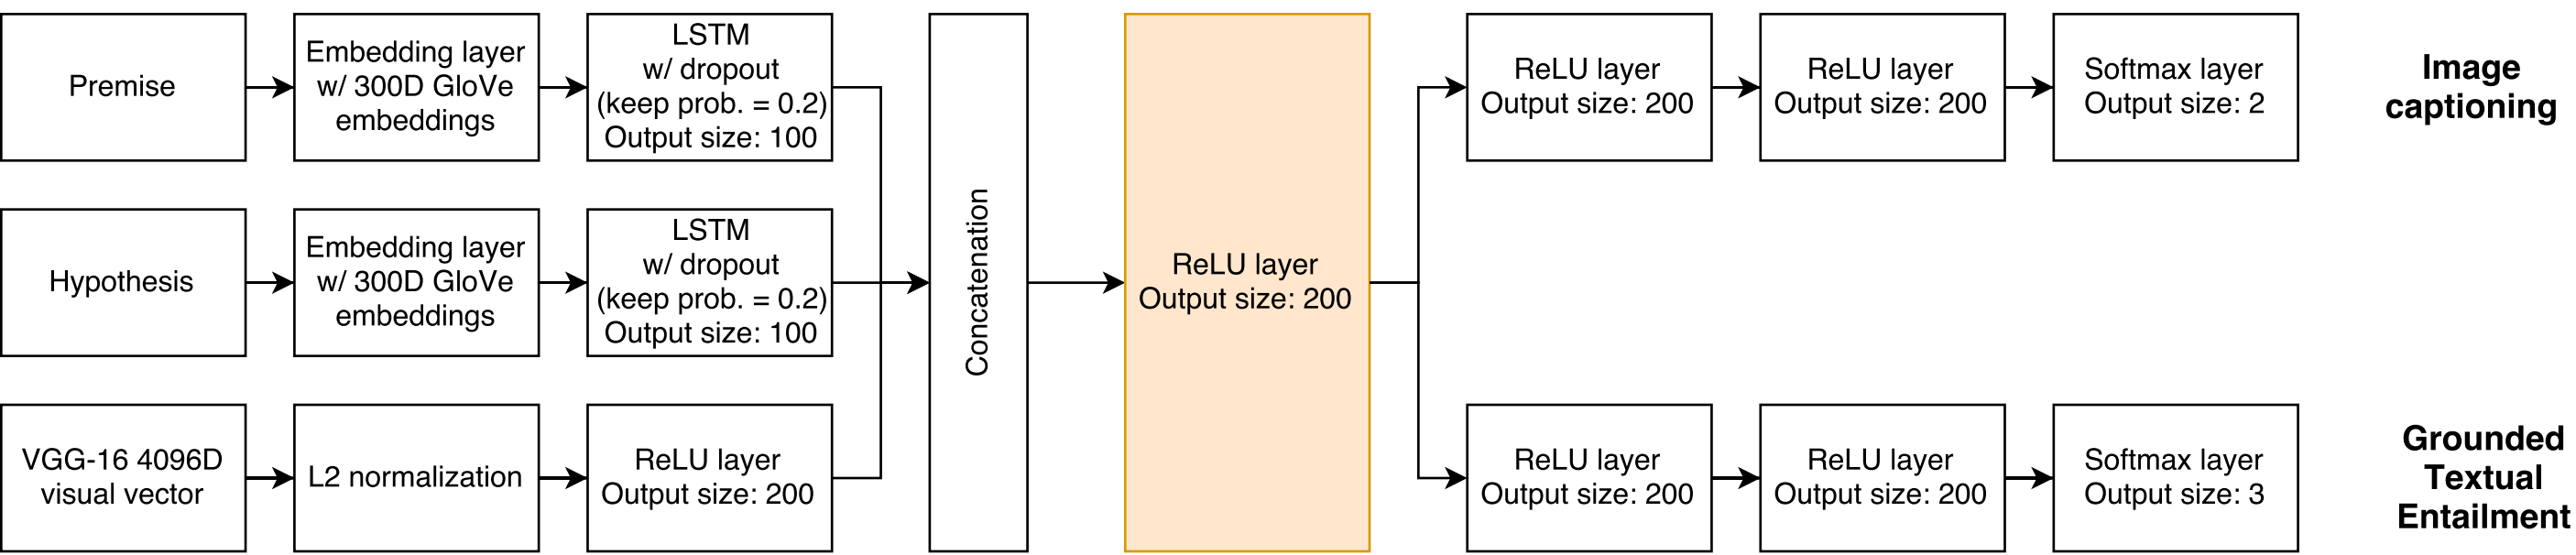 Premise
Embedding layer
w/ 300D GloVe
embeddings
LSTM
w/ dropout
(keep prob. = 0.2)
Output size: 100
Hypothesis
Embedding layer
w/ 300D GloVe
embeddings
LSTM
w/ dropout
(keep prob. = 0.2)
Output size: 100
VGG-16 4096D
visual vector
L2 normalization
ReLU layer
Output size: 200
Concatenation
ReLU layer
Output size: 200
ReLU layer
Output size: 200
ReLU layer
Output size: 200
Softmax layer
Output size: 2
Image
captioning
ReLU layer
Output size: 200
ReLU layer
Output size: 200
Softmax layer
Output size: 3
Grounded
Textual
Entailment